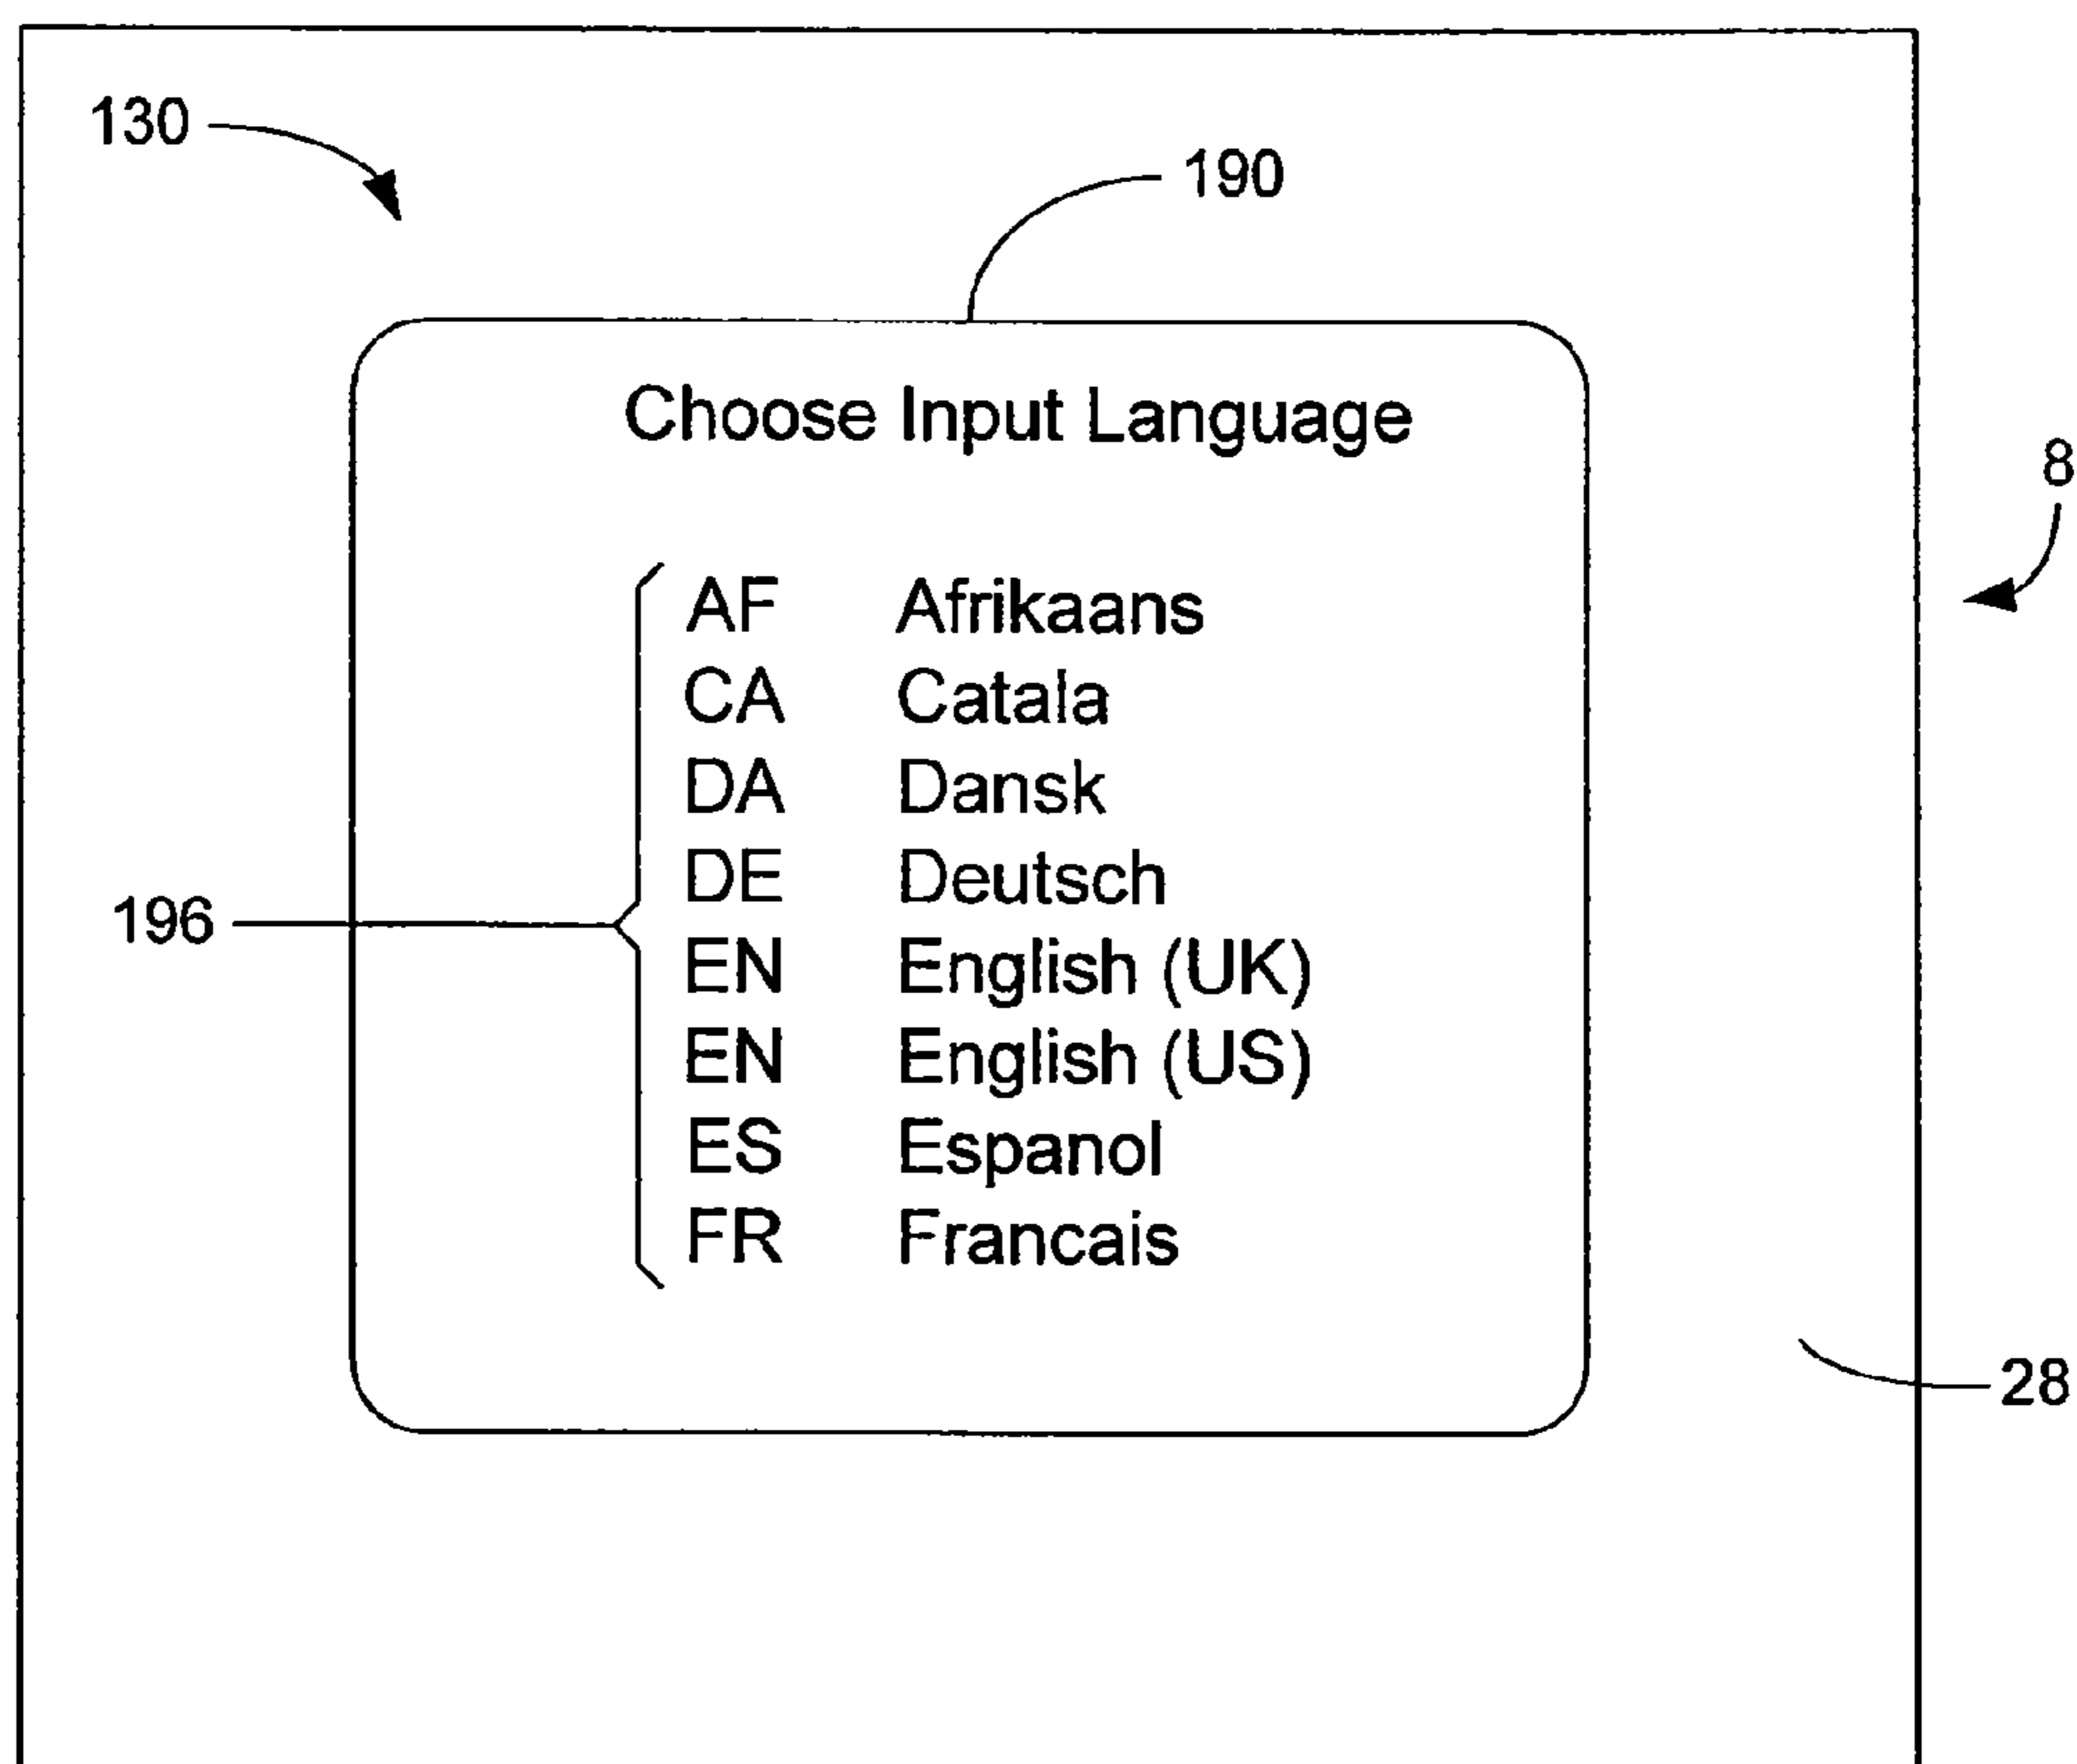 130
190
Choose Input Language
8
AF Afrikaans
CA Catala
DA Dansk
DE Deutsch
196
EN English (UK)
EN English (US)
ES Espanol
FR Francais
28